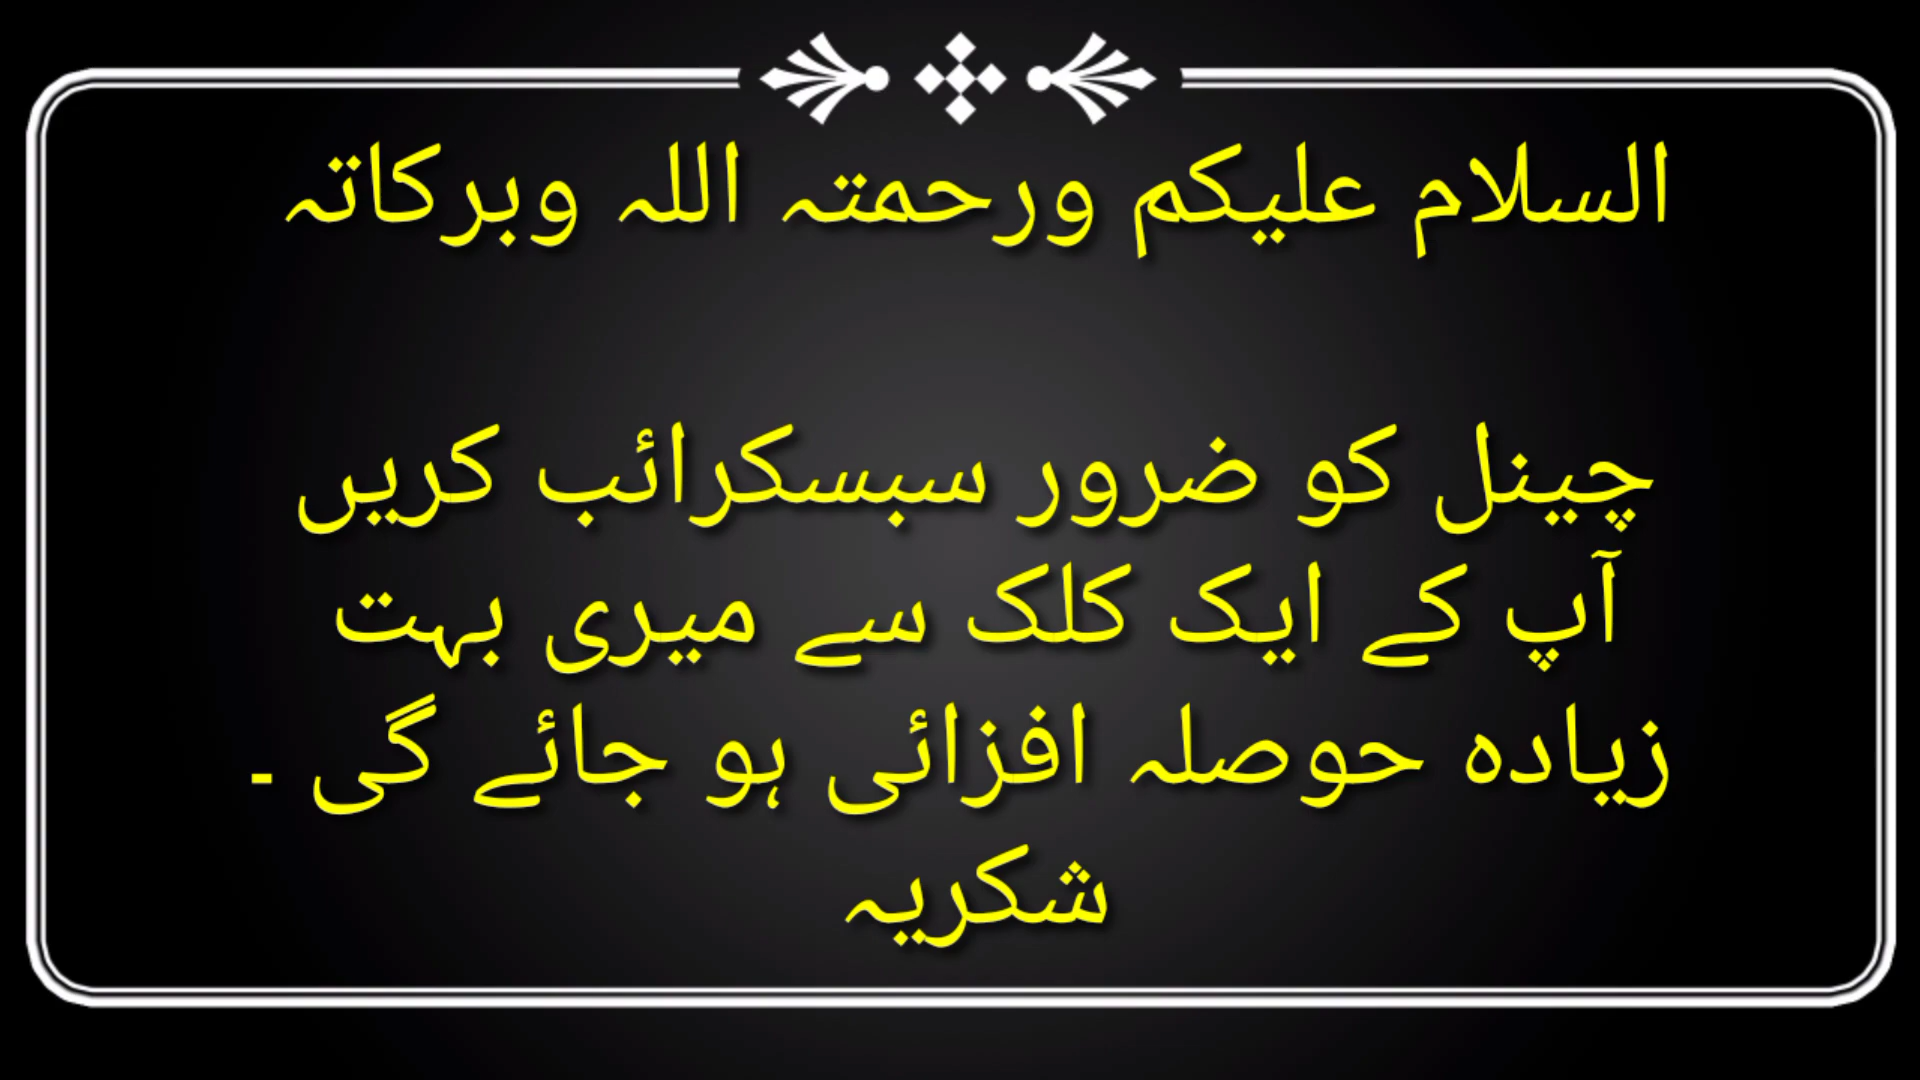 السلام علیکم ورحمتہ اللہ وبرکاتہ
چینل کو ضرور سبسکرائب کریں
آپ کے ایک کلک سے میری بہت
زیادہ حوصلہ افزائی ہو جائے گی ۔
شکریہ